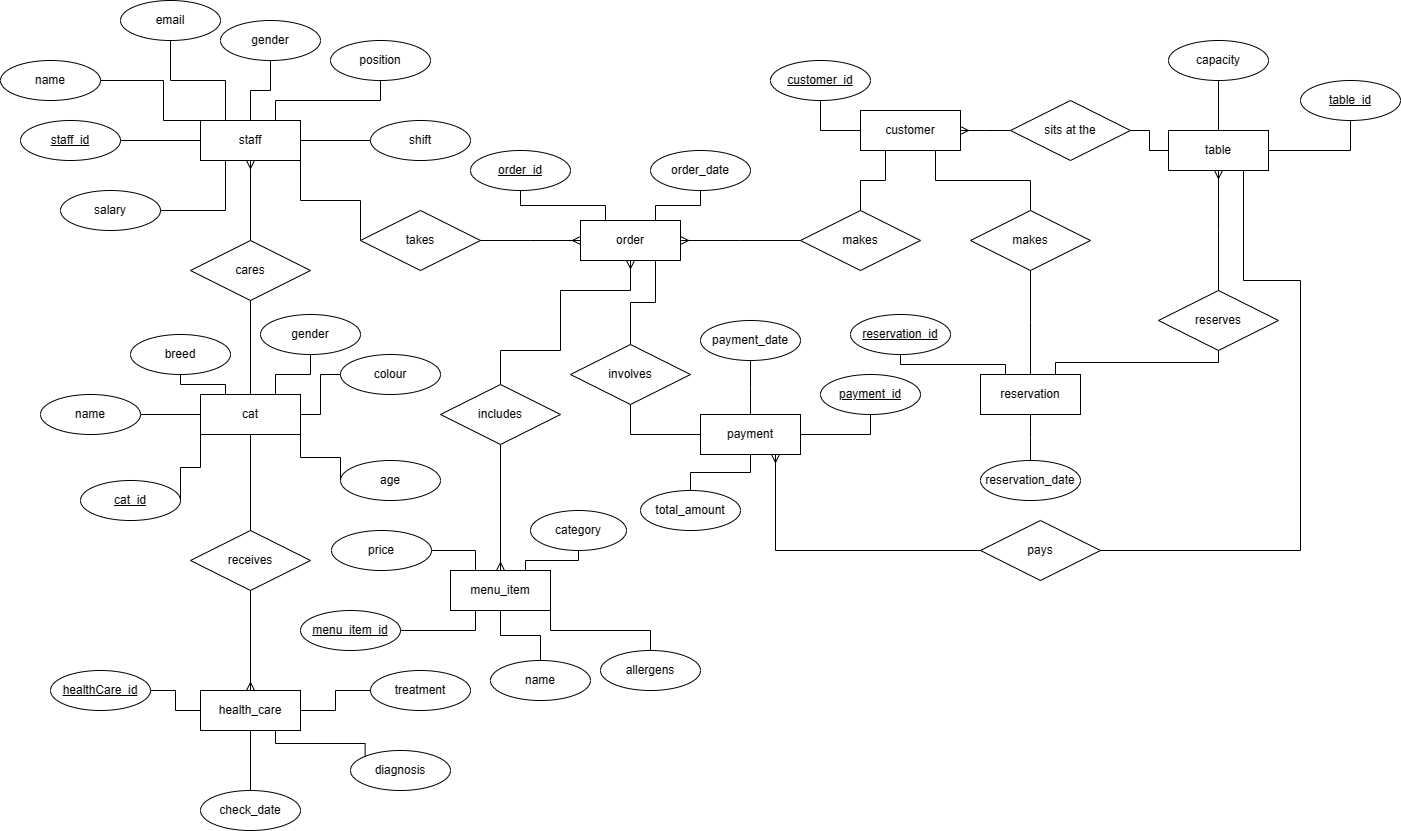 email
gender
position
name
staff_id
staff
shift
salary
cares
takes
order_id
order_date
order
customer_id
customer
sits at the
capacity
table_id
table
makes
makes
reserves
breed
gender
colour
name
cat
cat_id
age
includes
involves
payment_date
payment_id
payment
total_amount
reservation_id
reservation
reservation_date
pays
receives
price
category
menu_item
menu_item_id
name
allergens
healthCare_id
treatment
health_care
diagnosis
check_date